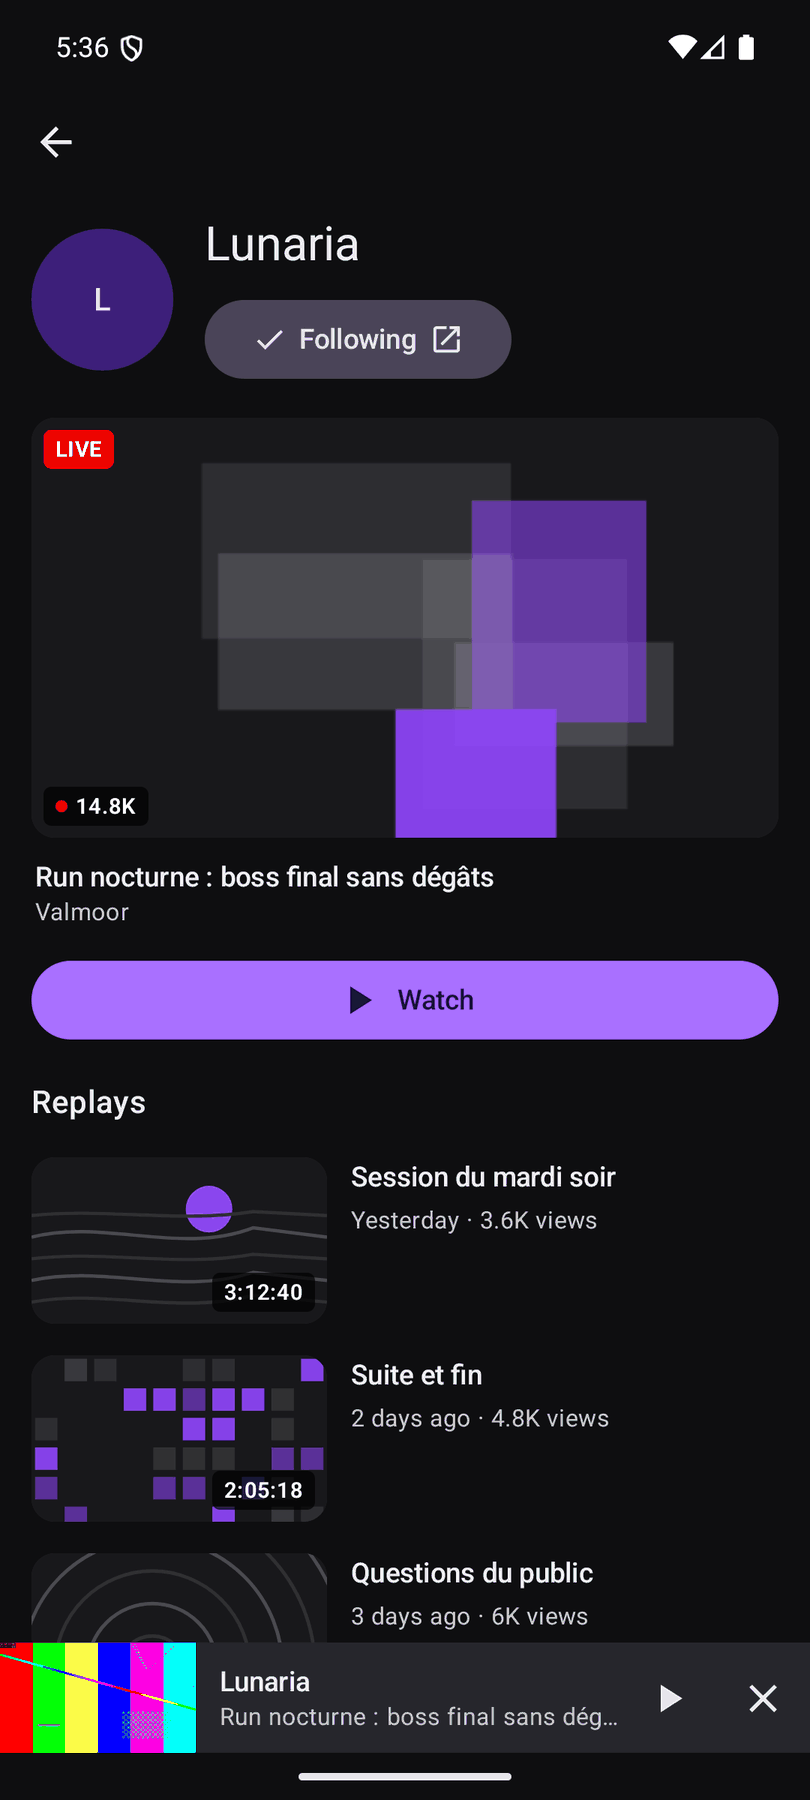 5:36
Lunaria
L
Following
LIVE
14.8K
Run nocturne : boss final sans dégâts
Valmoor
Watch
Replays
Session du mardi soir
Yesterday · 3.6K views
3:12:40
Suite et fin
2 days ago · 4.8K views
2:05:18
Questions du public
3 days ago · 6K views
Lunaria
Run nocturne : boss final sans dég...